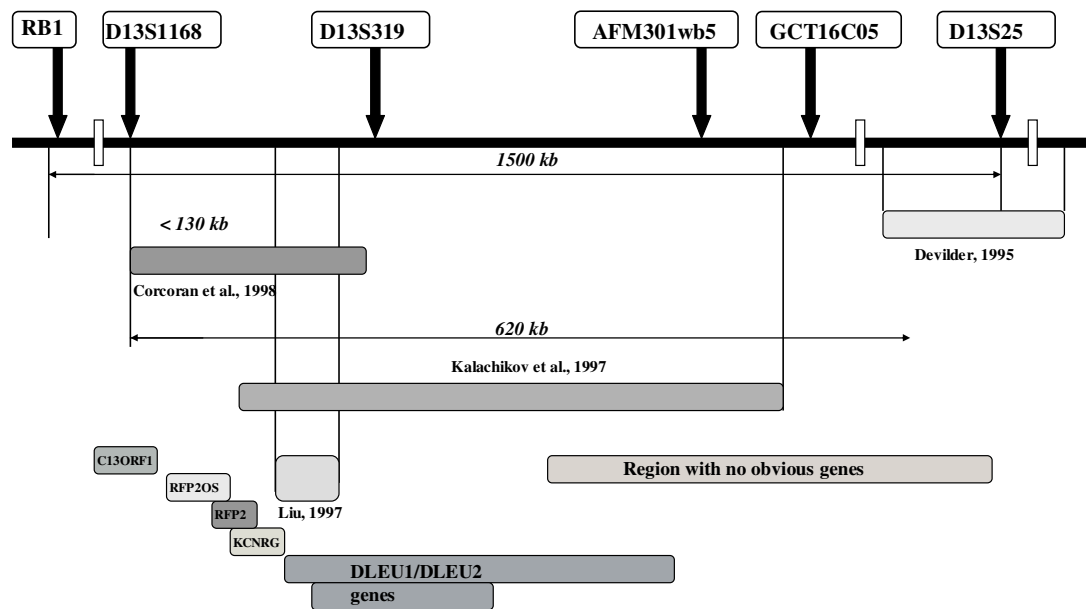 RB1
D13S1168
D13S319
AFM301wb5
GCT16C05
D13S25
1500 kb
< 130 kb
Devilder, 1995
Corcoran et al., 1998
620 kb
Kalachikov et al., 1997
C13ORF1
Region with no obvious genes
RFP2OS
Liu, 1997
RFP2
KCNRG
DLEU1/DLEU2
genes